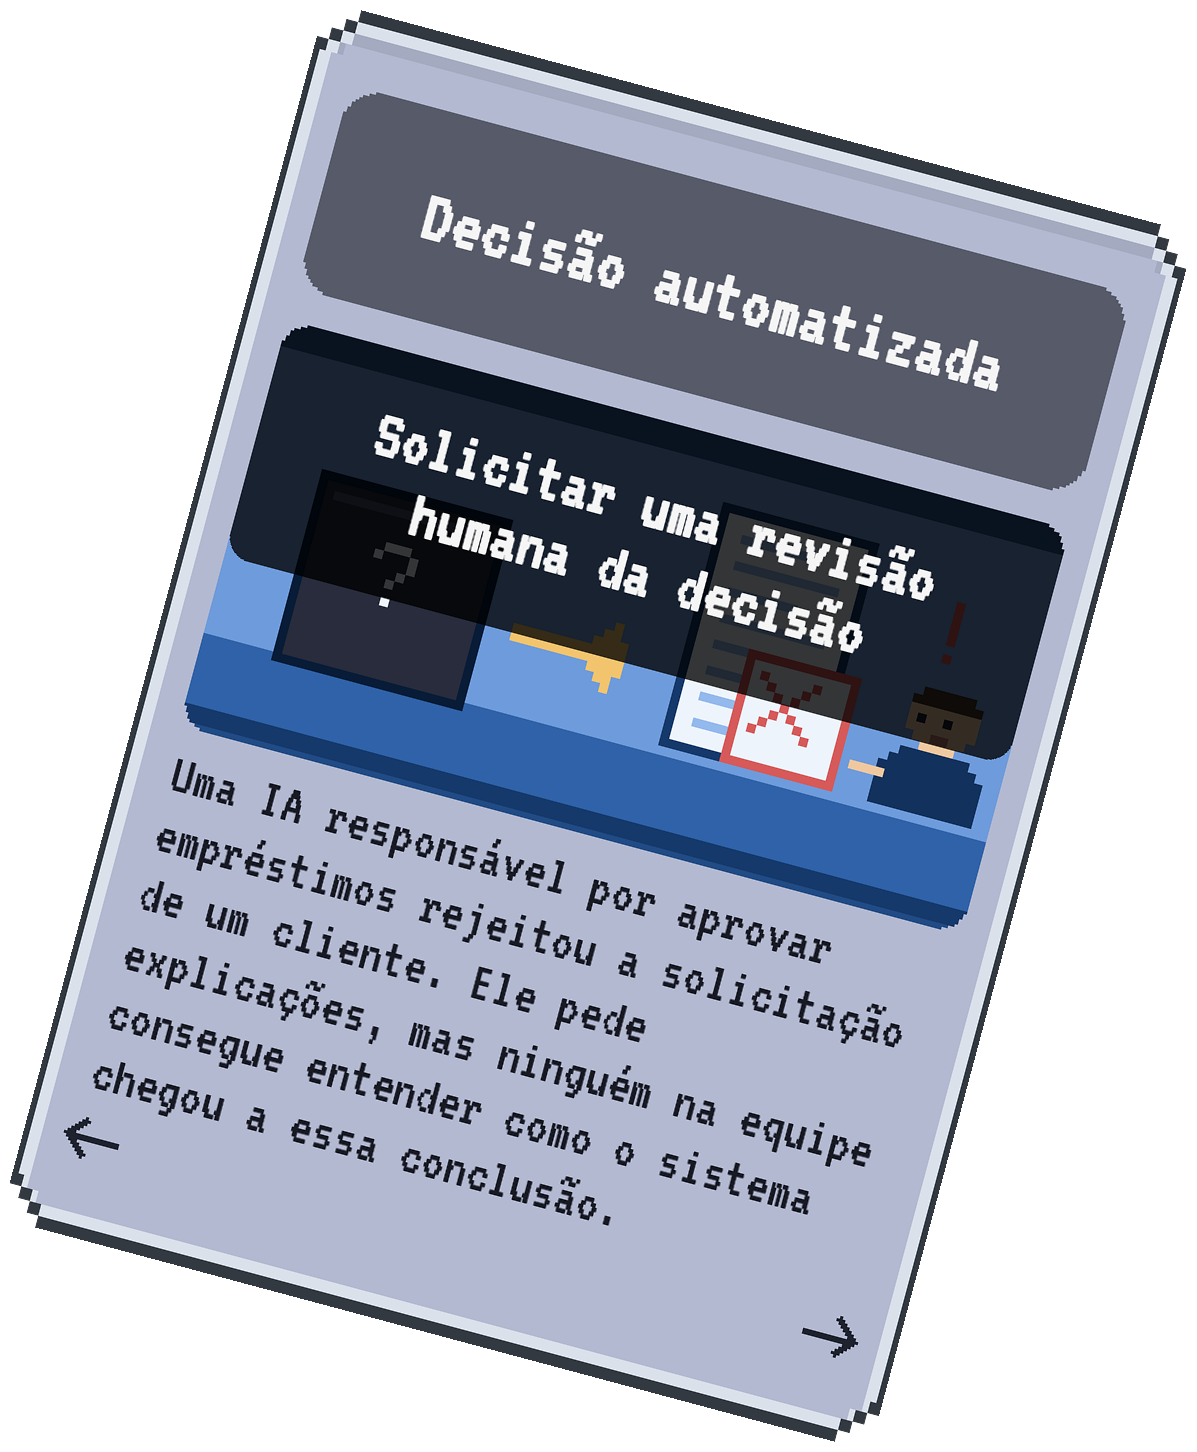 Decisão automatizada
Solicitar uma revisão
humana da decisão
?
!
Uma IA responsável por aprovar
empréstimos rejeitou a solicitação
de um cliente. Ele pede
explicações, mas ninguém na equipe
consegue entender como o sistema
chegou a essa conclusão.